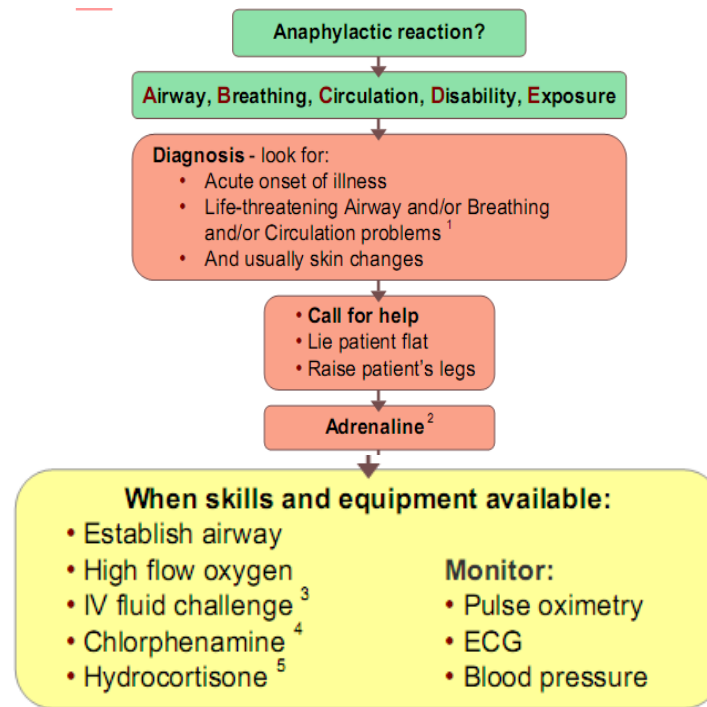 Anaphylactic reaction?
Airway, Breathing, Circulation, Disability, Exposure
Diagnosis - look for:
• Acute onset of illness
• Life-threatening Airway and/or Breathing
and/or Circulation problems 1
• And usually skin changes
• Call for help
• Lie patient flat
• Raise patient's legs
Adrenaline 2
When skills and equipment available:
• Establish airway
• High flow oxygen
• IV fluid challenge 3
• Chlorphenamine 4
• Hydrocortisone 5
Monitor:
• Pulse oximetry
• ECG
• Blood pressure